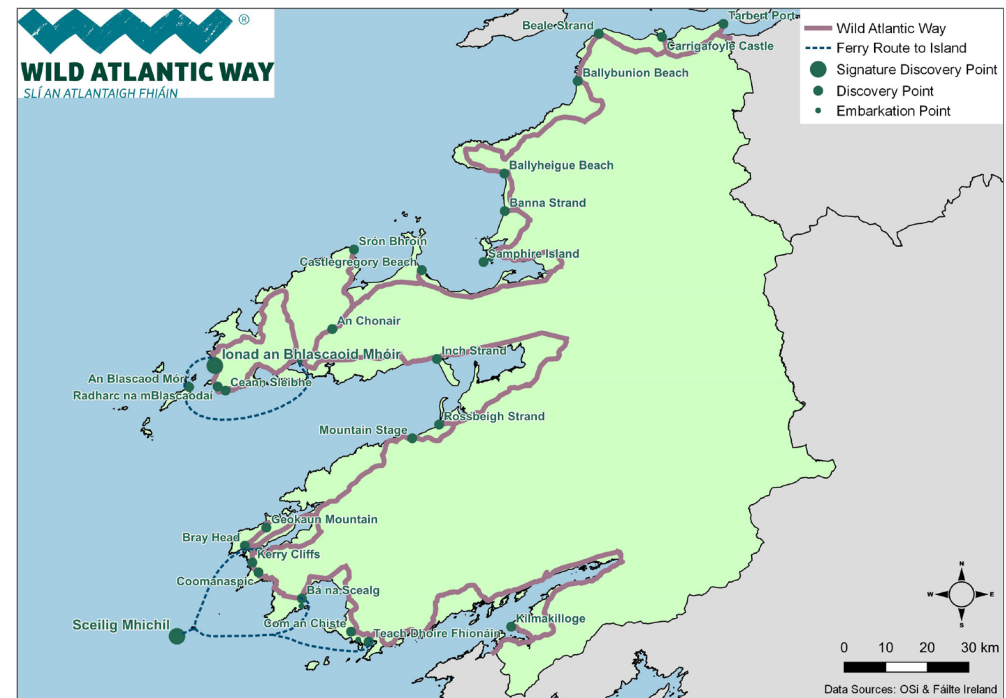 ®
WILD ATLANTIC WAY
SLÍ AN ATLANTAIGH FHIÁIN
Wild Atlantic Way
Ferry Route to Island
Signature Discovery Point
Discovery Point
Embarkation Point
Tarbert Port
Beale Strand
Carrigafoyle Castle
Ballybunion Beach
Ballyheigue Beach
Banna Strand
Srón Bhroin
Samphire Island
Castlegregory Beach
An Chonair
Ionad an Bhlascaoid Mhóir
Inch Strand
An Blascaod Mór
Ceann Sléibhe
Radharc na mBlascaodaí
Rossbeigh Strand
Mountain Stage
Geokaun Mountain
Bray Head
Kerry Cliffs
Coomanaspic
Bá na Scealg
Sceilig Mhichíl
Com an Chiste
Teach Dhoire Fhionáin
Kilmakilloge
N
W
E
S
0 10 20 30 km
Data Sources: OSi & Fáilte Ireland